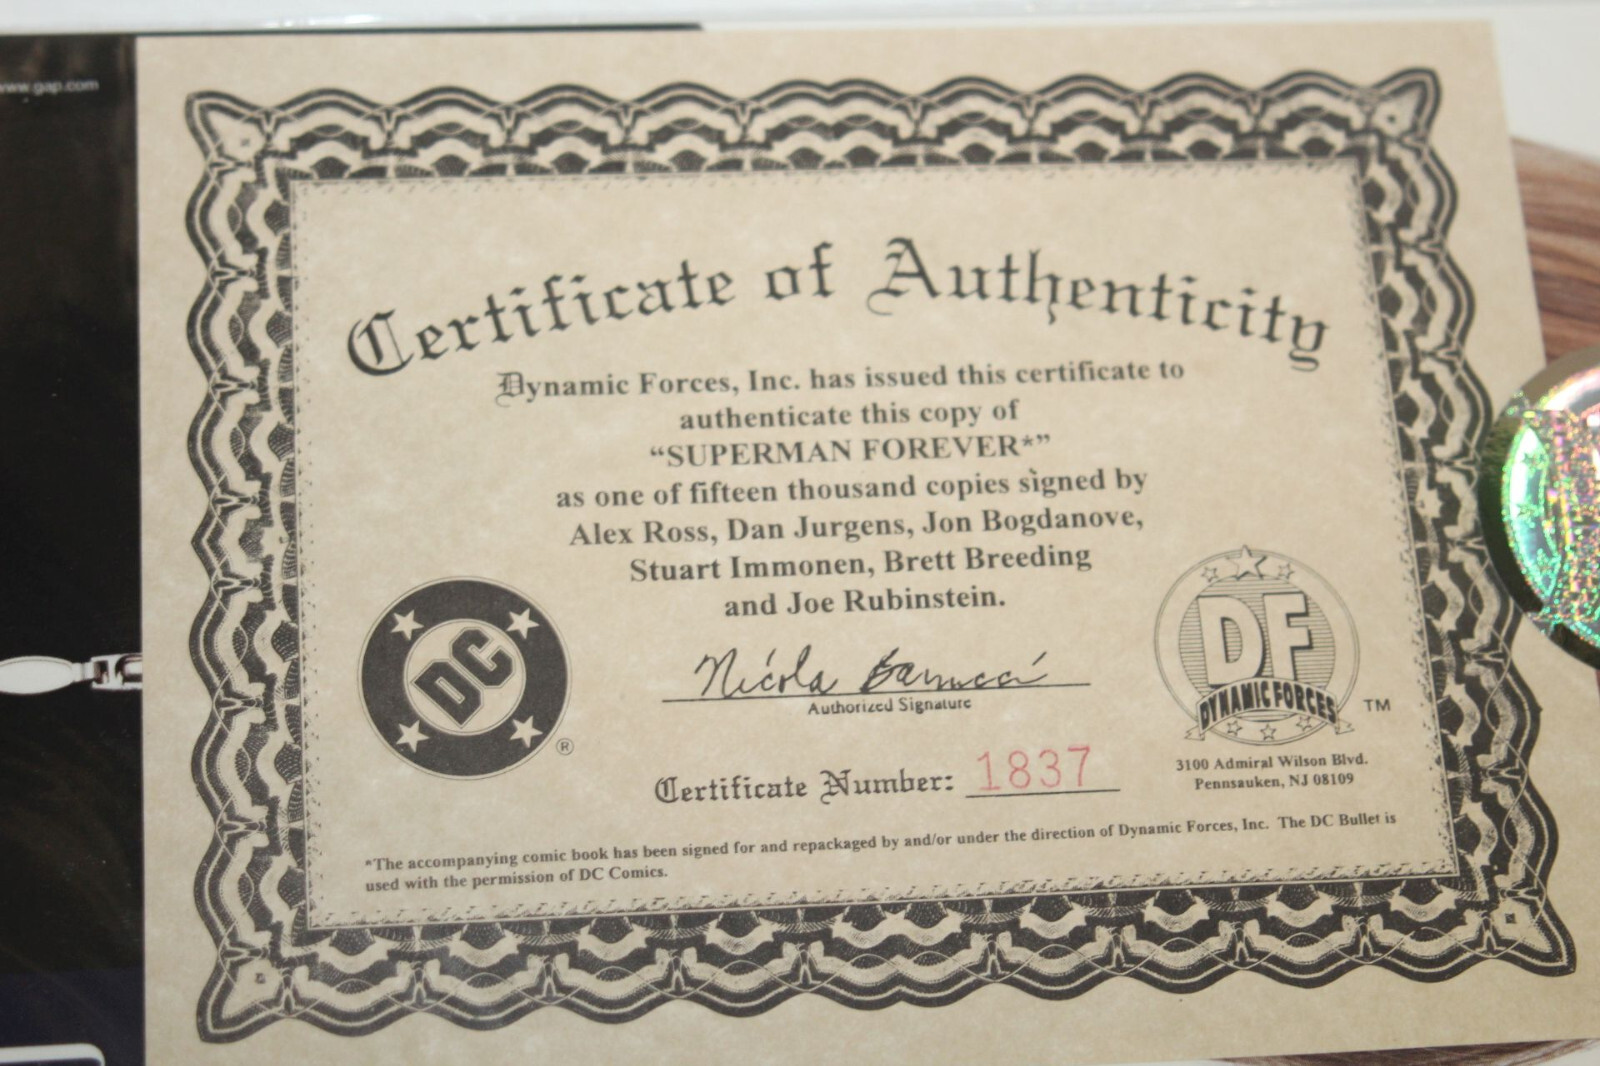 www.gap.com
Certificate of Authenticity
Dynamic Forces, Inc. has issued this certificate to
authenticate this copy of
“SUPERMAN FOREVER*”
as one of fifteen thousand copies signed by
Alex Ross, Dan Jurgens, Jon Bogdanove,
Stuart Immonen, Brett Breeding
and Joe Rubinstein.
DC
®
Nicola Barrucci
Authorized Signature
DF
DYNAMIC FORCES
TM
3100 Admiral Wilson Blvd.
Pennsauken, NJ 08109
Certificate Number: 1837
*The accompanying comic book has been signed for and repackaged by and/or under the direction of Dynamic Forces, Inc. The DC Bullet is
used with the permission of DC Comics.